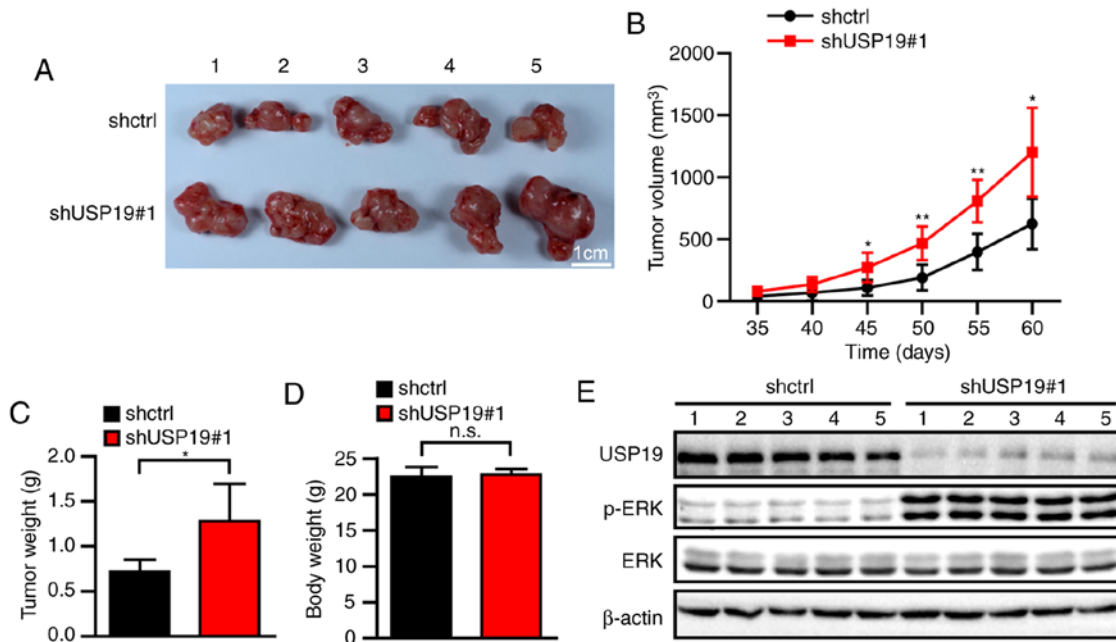 A
1 2 3 4 5
shctrl
shUSP19#1
1cm
B
shctrl
shUSP19#1
Tumor volume (mm³)
2000
1500
1000
500
0
* ** ** *
35 40 45 50 55 60
Time (days)
C
shctrl
shUSP19#1
*
Tumor weight (g)
2.0
1.5
1.0
0.5
0.0
D
shctrl
shUSP19#1
n.s.
Body weight (g)
25
20
15
10
5
0
E
shctrl shUSP19#1
1 2 3 4 5 1 2 3 4 5
USP19
p-ERK
ERK
β-actin